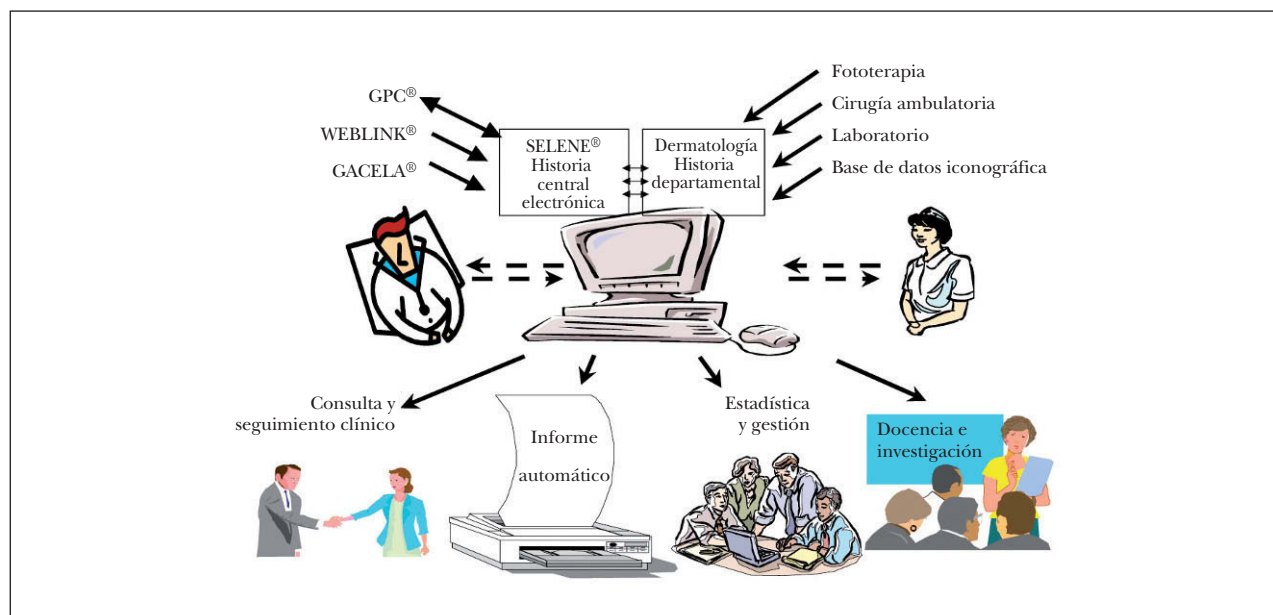 GPC®
WEBLINK®
GACELA®
SELENE®
Historia
central
electrónica
Dermatología
Historia
departamental
Fototerapia
Cirugía ambulatoria
Laboratorio
Base de datos iconográfica
Consulta y
seguimiento clínico
Informe
automático
Estadística
y gestión
Docencia e
investigación